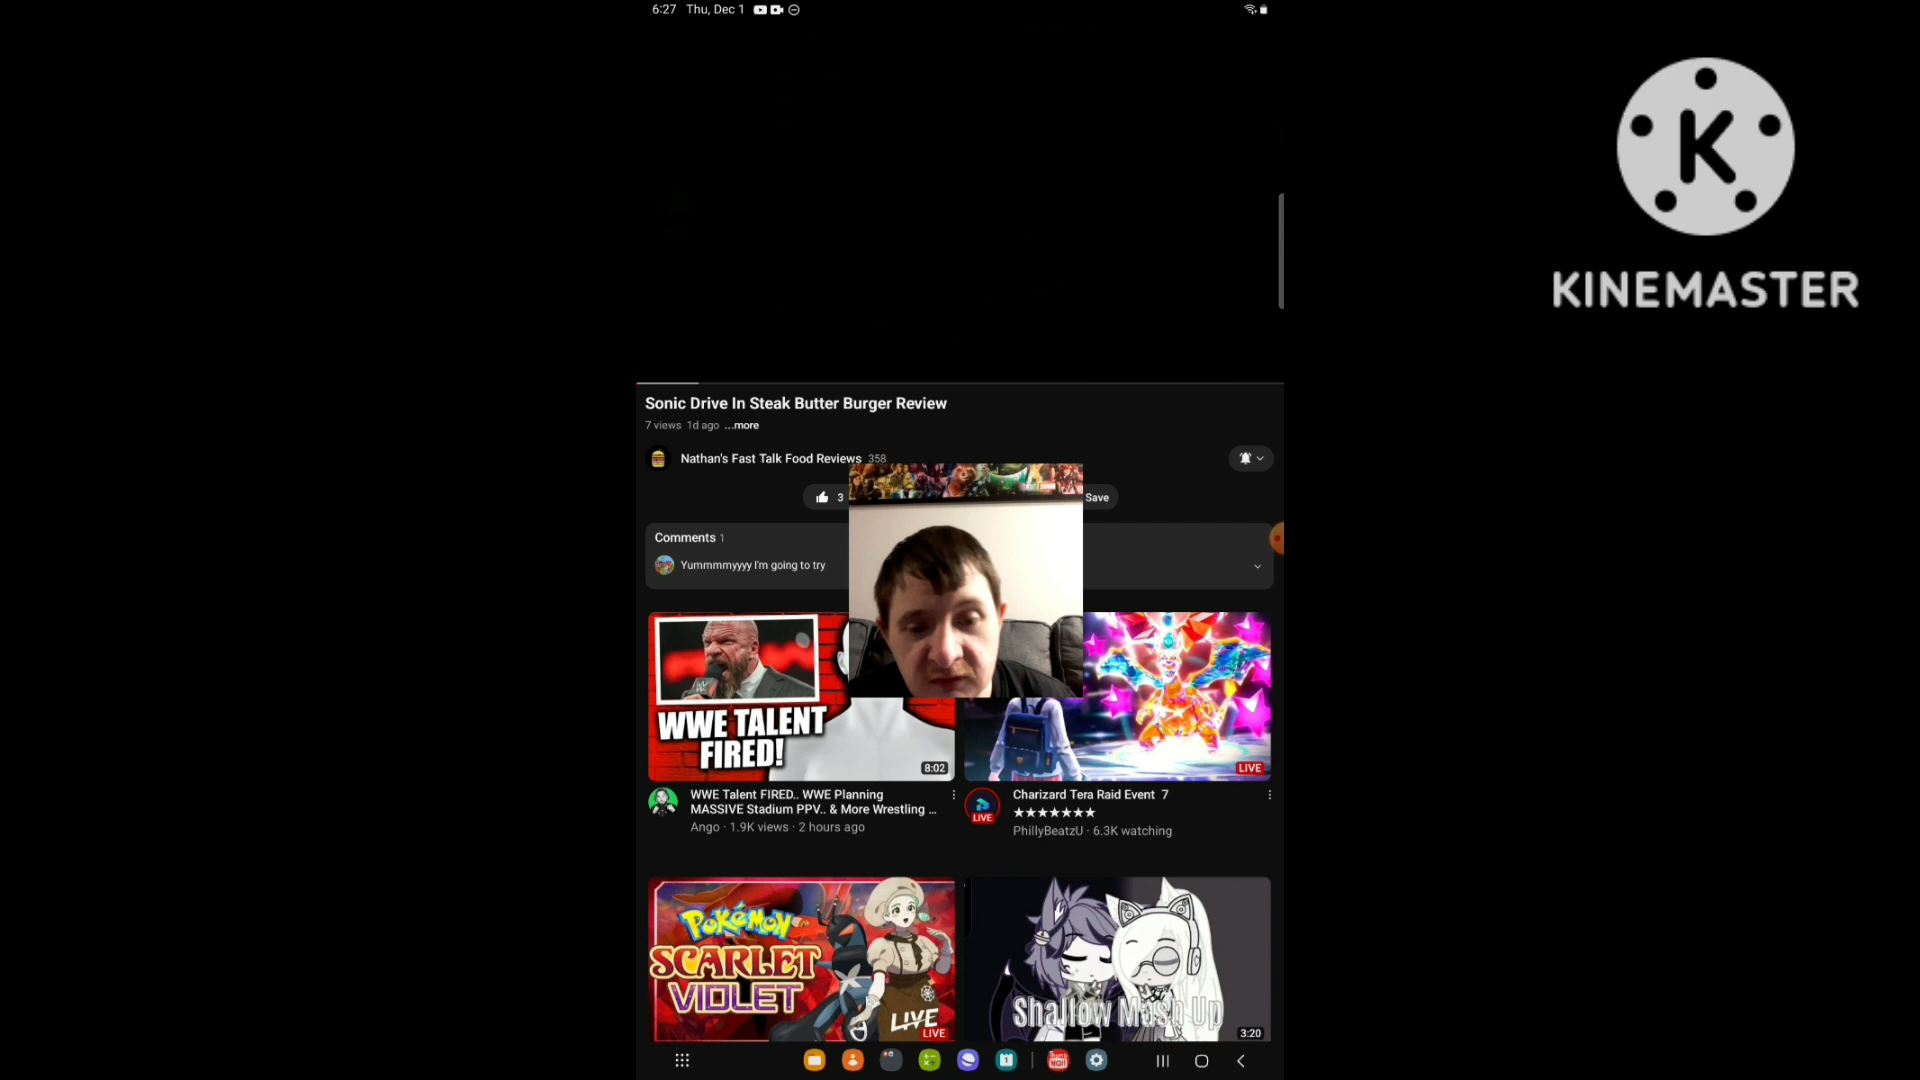 6:27 Thu, Dec 1
KINEMASTER
Sonic Drive In Steak Butter Burger Review
7 views 1d ago ...more
Nathan's Fast Talk Food Reviews 358
3
Save
Comments 1
Yummmmyyyy I'm going to try
WWE TALENT
FIRED!
8:02
LIVE
WWE Talent FIRED.. WWE Planning
MASSIVE Stadium PPV.. & More Wrestling ...
Ango · 1.9K views · 2 hours ago
LIVE
Charizard Tera Raid Event 7
★★★★★★★
PhillyBeatzU · 6.3K watching
POKéMON
SCARLET
VIOLET
LIVE
LIVE
Shallow Mash Up
3:20